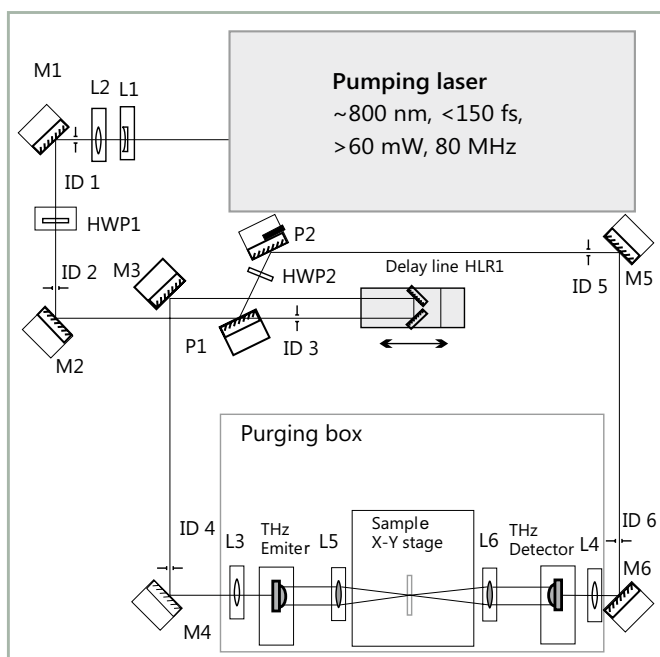 Pumping laser
~800 nm, <150 fs,
>60 mW, 80 MHz
M1
L2
L1
ID 1
HWP1
ID 2
M2
M3
P2
HWP2
P1
ID 3
Delay line HLR1
ID 5
M5
Purging box
ID 4
M4
L3
THz
Emiter
L5
Sample
X-Y stage
L6
THz
Detector
L4
ID 6
M6